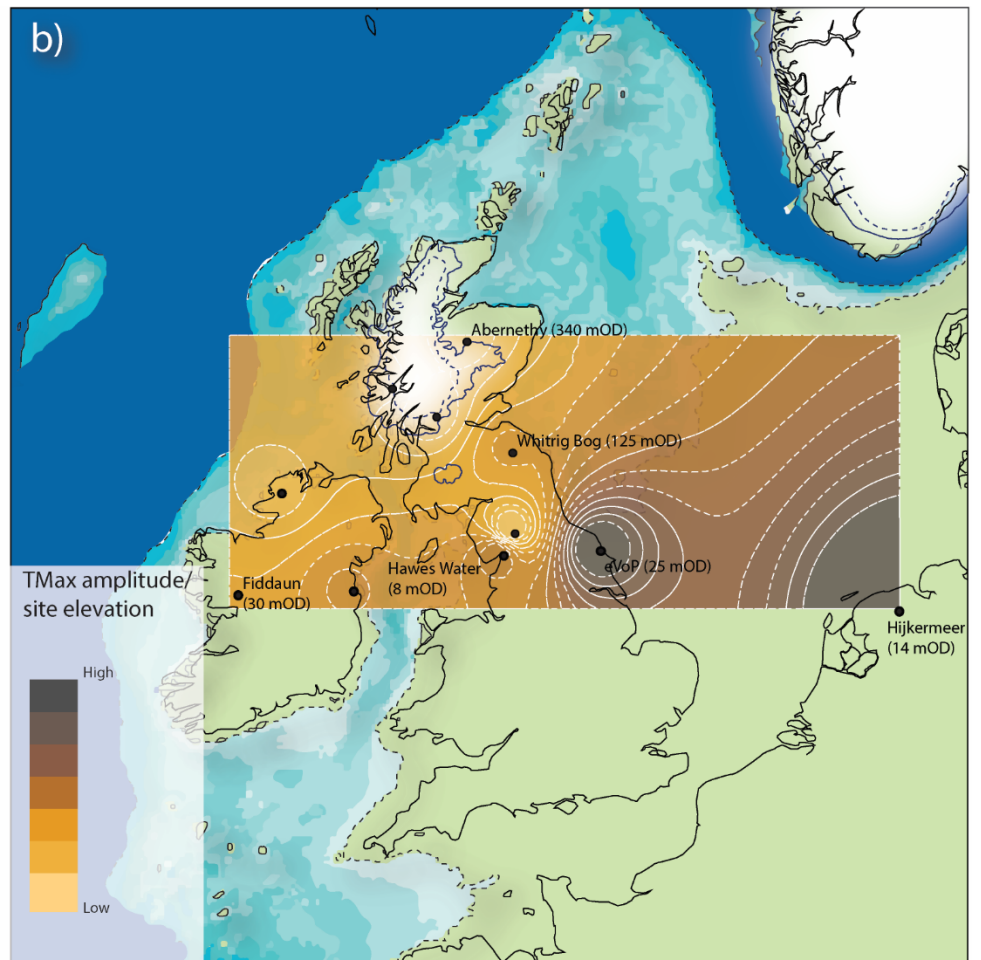 b)
Abernethy (340 mOD)
Whitrig Bog (125 mOD)
eVoP (25 mOD)
Hawes Water
(8 mOD)
Fiddaun
(30 mOD)
Hijkermeer
(14 mOD)
TMax amplitude/
site elevation
High
Low